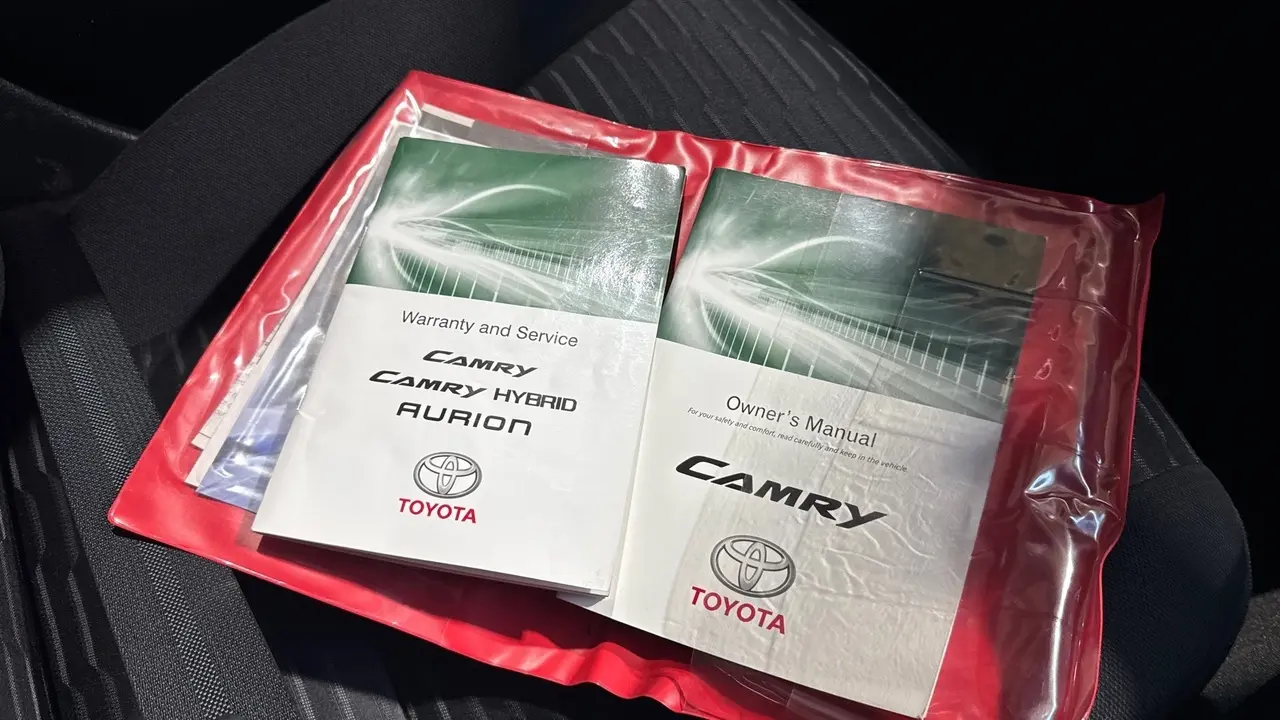 Warranty and Service
CAMRY
CAMRY HYBRID
AURION
TOYOTA
Owner's Manual
For your safety and comfort, read carefully and keep in the vehicle.
CAMRY
TOYOTA